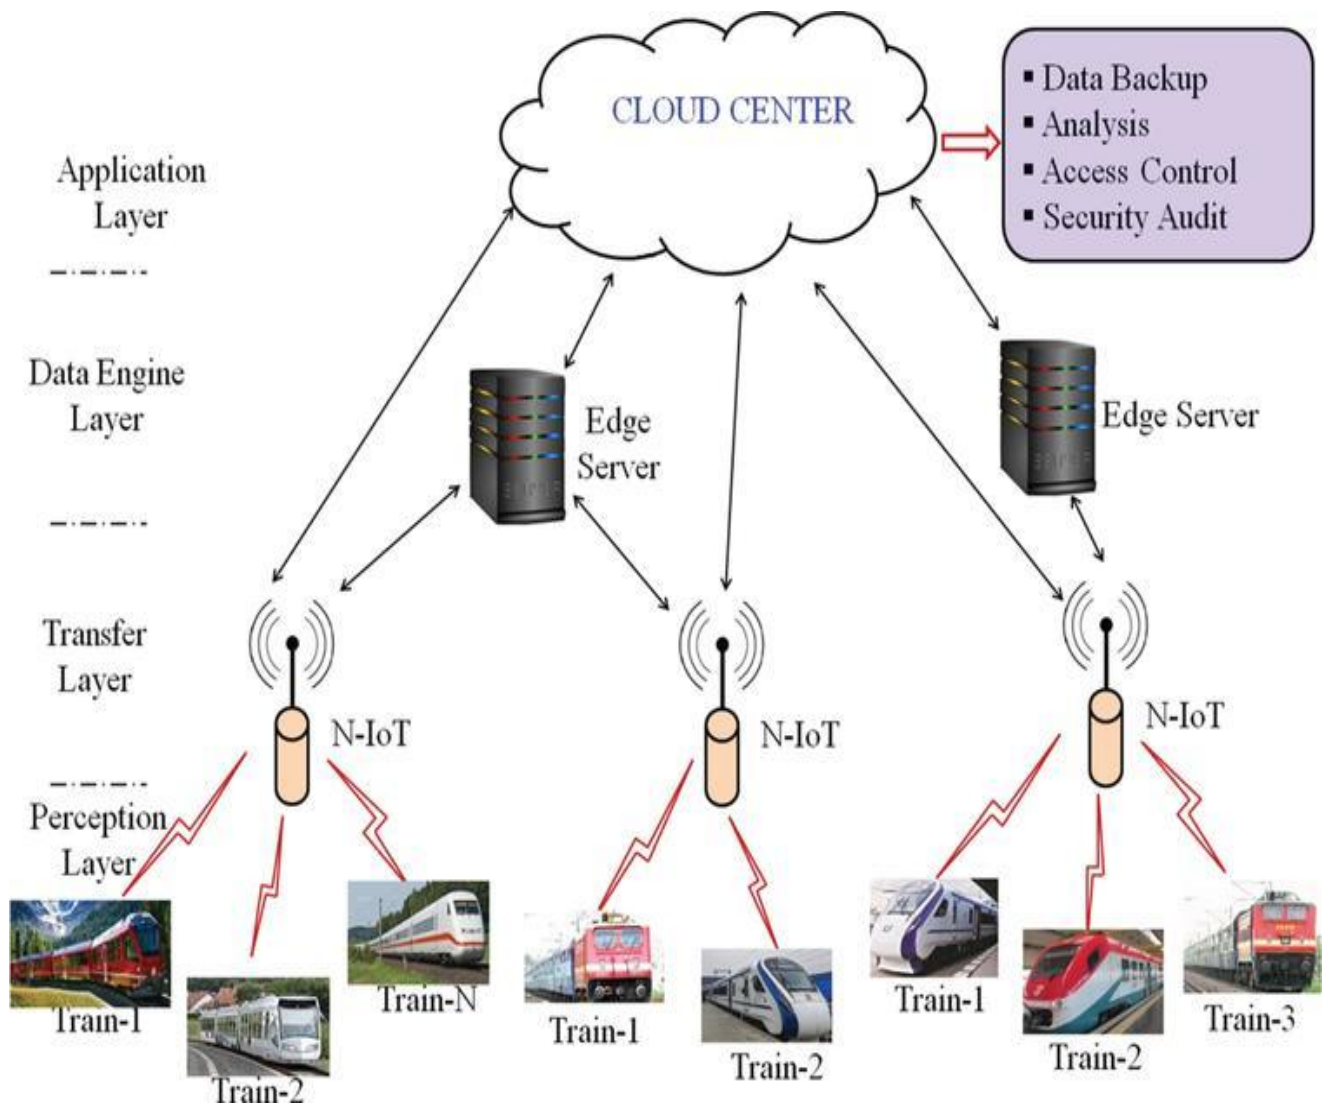 CLOUD CENTER
▪ Data Backup
▪ Analysis
▪ Access Control
▪ Security Audit
Application
Layer
Data Engine
Layer
Edge
Server
Edge Server
Transfer
Layer
N-IoT
N-IoT
N-IoT
Perception
Layer
Train-1
Train-2
Train-N
Train-1
Train-2
Train-1
Train-2
Train-3